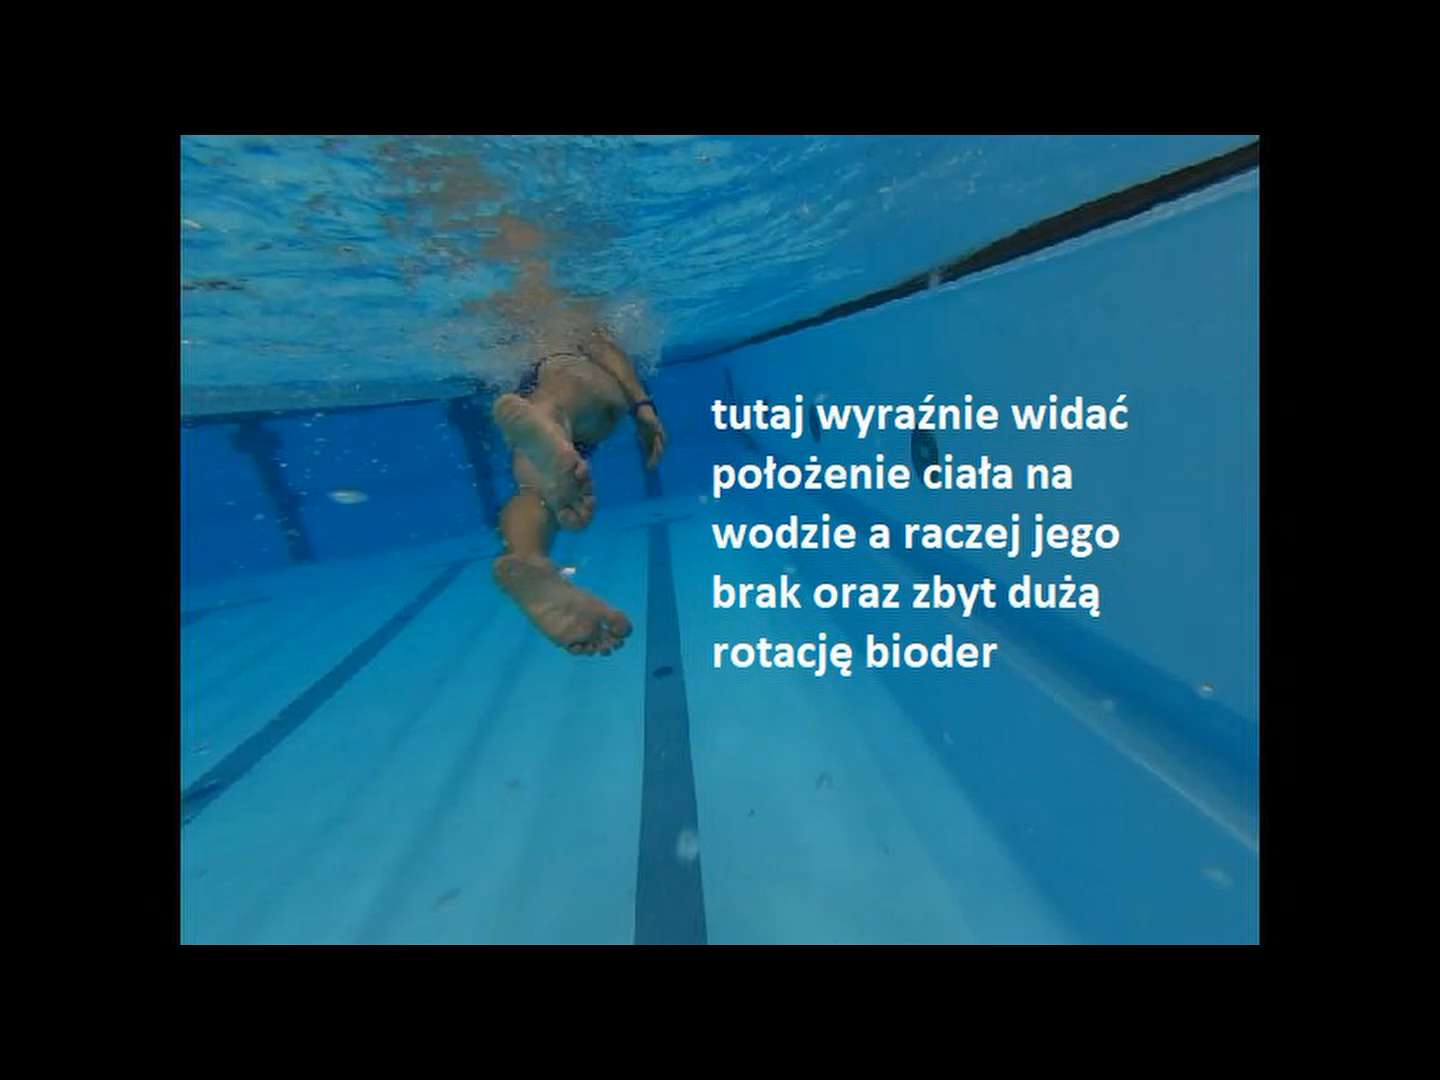 tutaj wyraźnie widać
położenie ciała na
wodzie a raczej jego
brak oraz zbyt dużą
rotację bioder